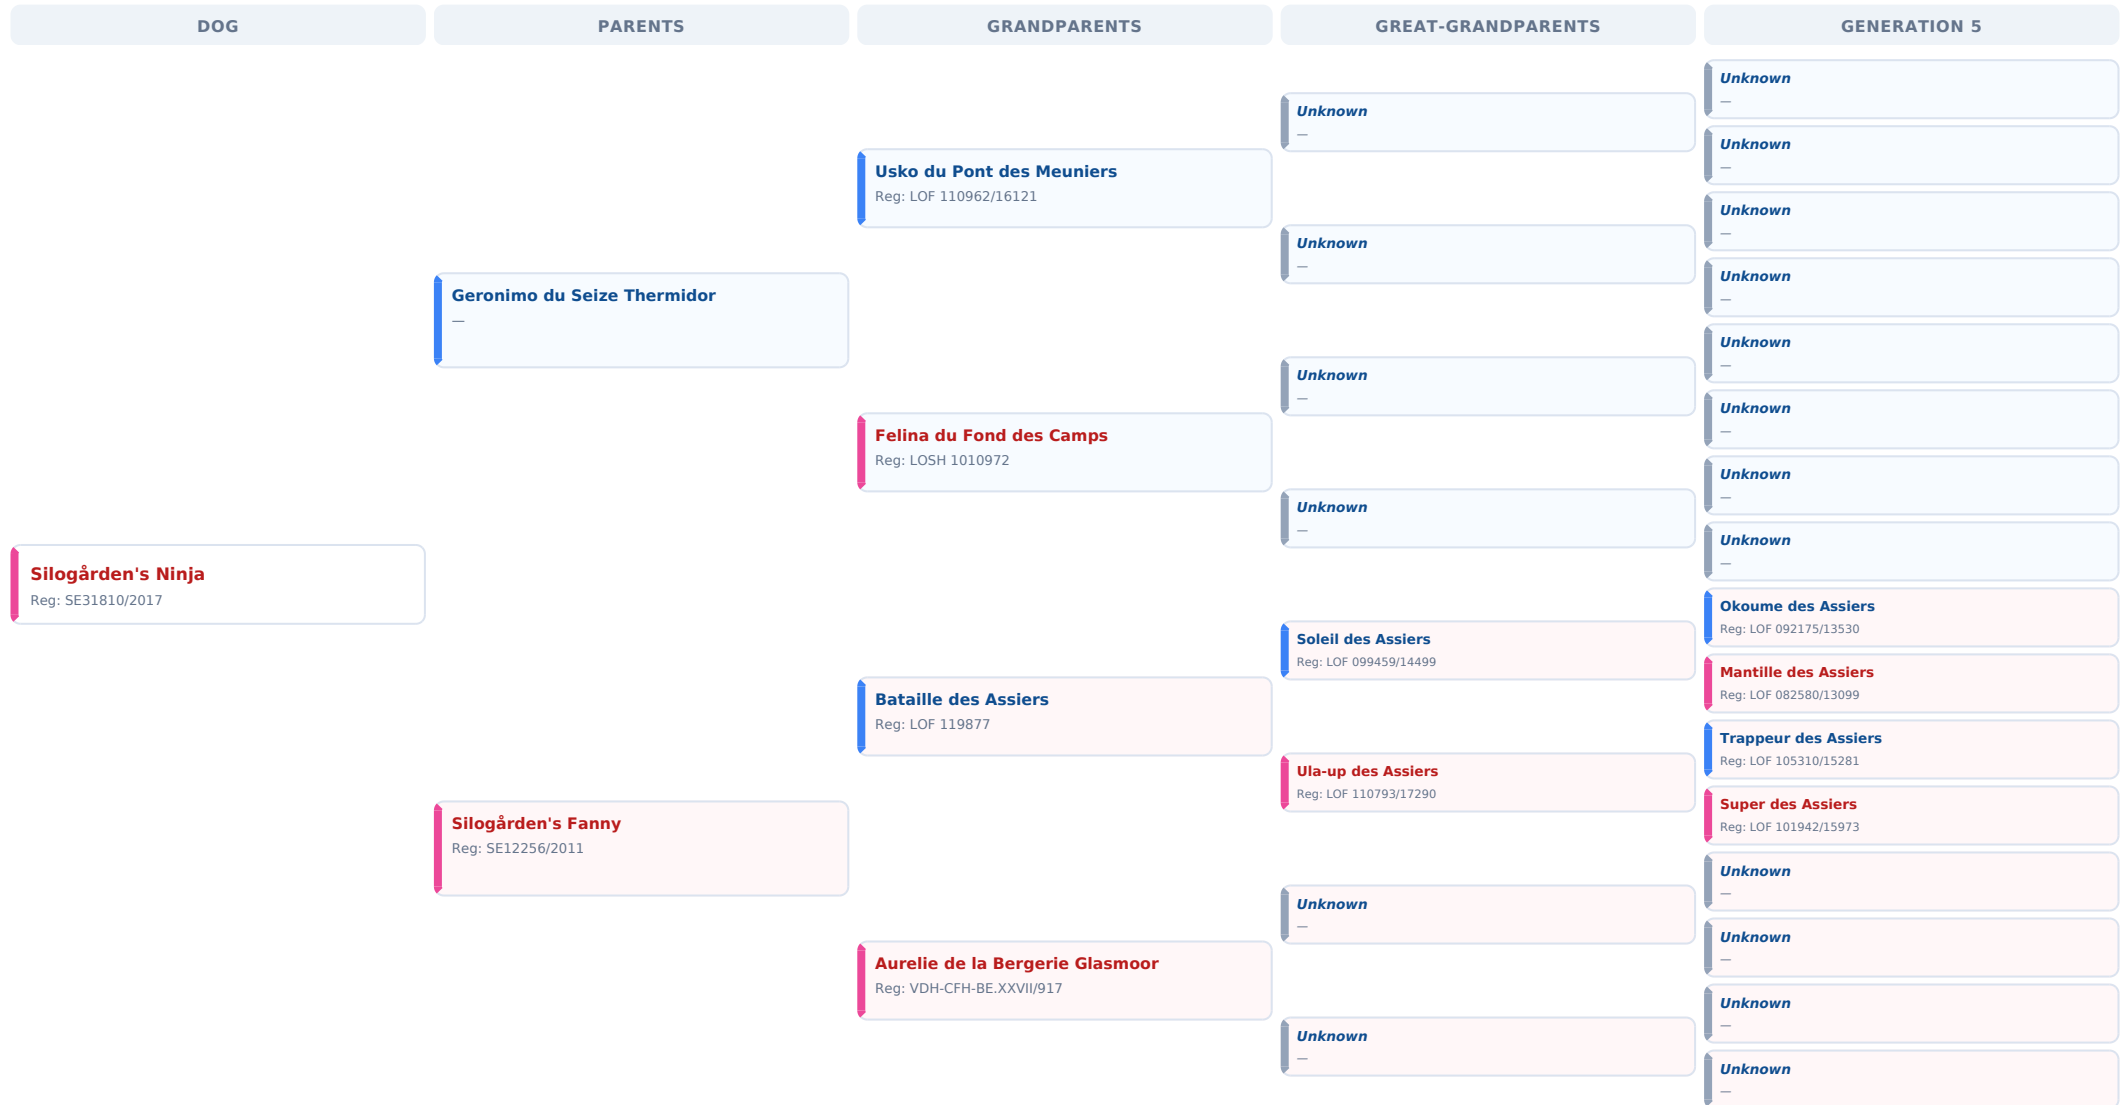 DOG
PARENTS
GRANDPARENTS
GREAT-GRANDPARENTS
GENERATION 5
Silogården's Ninja
Reg: SE31810/2017
Geronimo du Seize Thermidor
—
Silogården's Fanny
Reg: SE12256/2011
Usko du Pont des Meuniers
Reg: LOF 110962/16121
Felina du Fond des Camps
Reg: LOSH 1010972
Bataille des Assiers
Reg: LOF 119877
Aurelie de la Bergerie Glasmoor
Reg: VDH-CFH-BE.XXVII/917
Unknown
—
Unknown
—
Unknown
—
Unknown
—
Soleil des Assiers
Reg: LOF 099459/14499
Ula-up des Assiers
Reg: LOF 110793/17290
Unknown
—
Unknown
—
Unknown
—
Unknown
—
Unknown
—
Unknown
—
Unknown
—
Unknown
—
Unknown
—
Unknown
—
Okoume des Assiers
Reg: LOF 092175/13530
Mantille des Assiers
Reg: LOF 082580/13099
Trappeur des Assiers
Reg: LOF 105310/15281
Super des Assiers
Reg: LOF 101942/15973
Unknown
—
Unknown
—
Unknown
—
Unknown
—